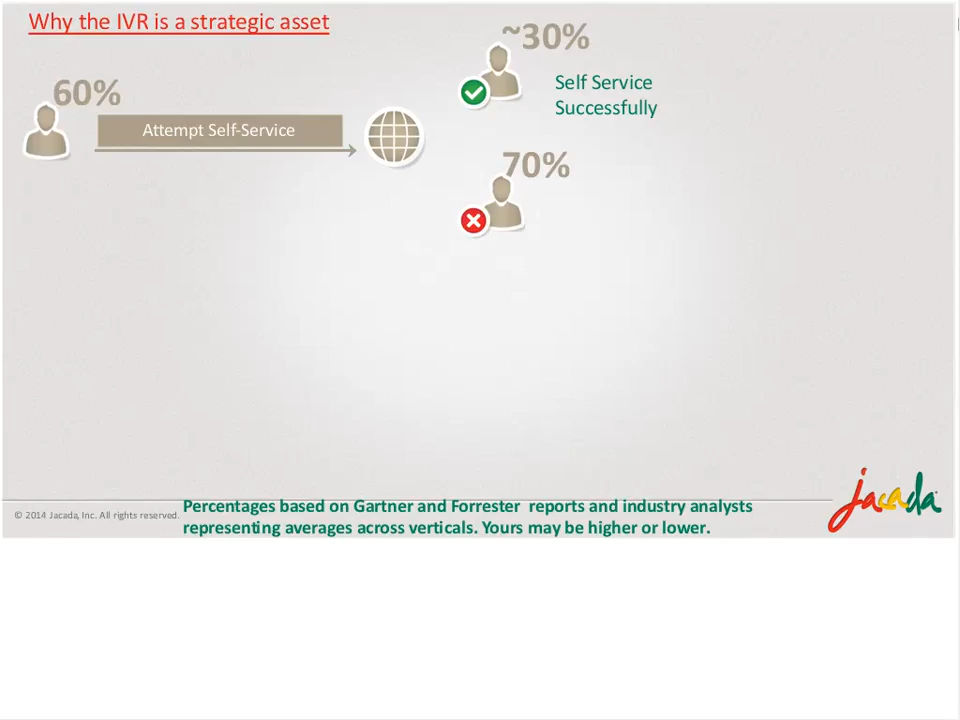 Why the IVR is a strategic asset
~30%
Self Service
Successfully
60%
Attempt Self-Service
70%
© 2014 Jacada, Inc. All rights reserved.
Percentages based on Gartner and Forrester reports and industry analysts
representing averages across verticals. Yours may be higher or lower.
jacada